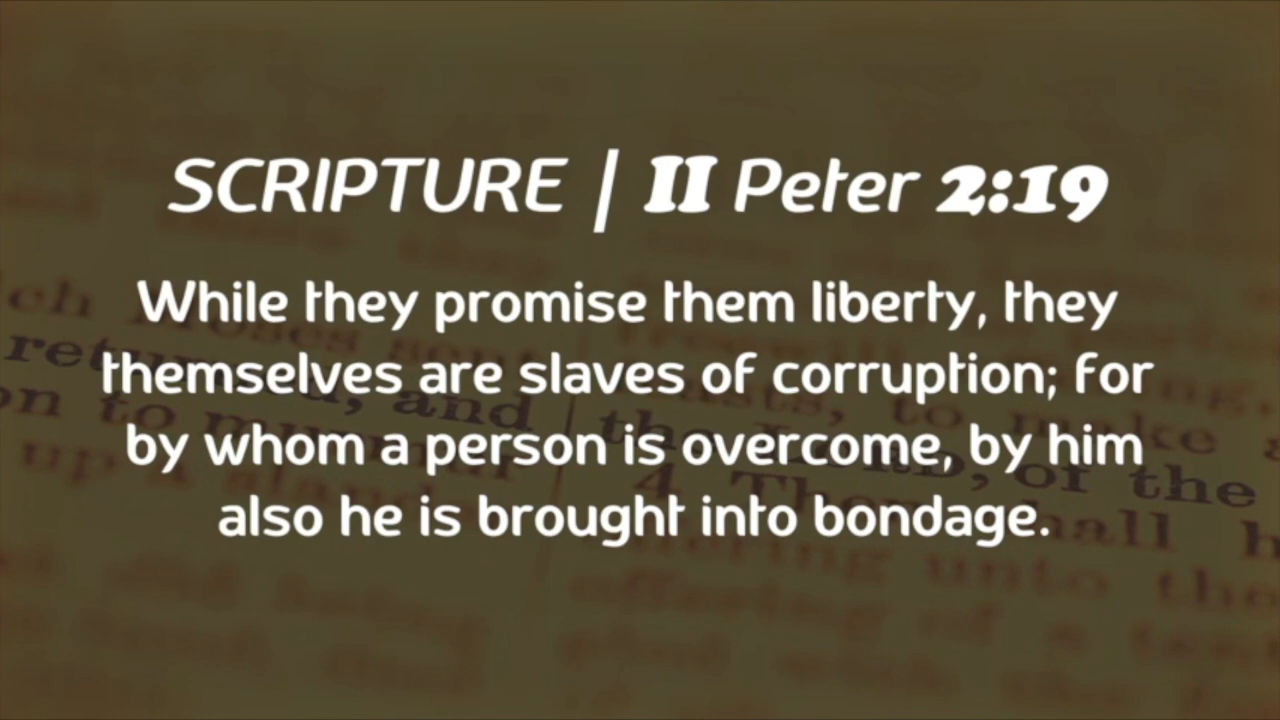 SCRIPTURE | II Peter 2:19
While they promise them liberty, they
themselves are slaves of corruption; for
by whom a person is overcome, by him
also he is brought into bondage.